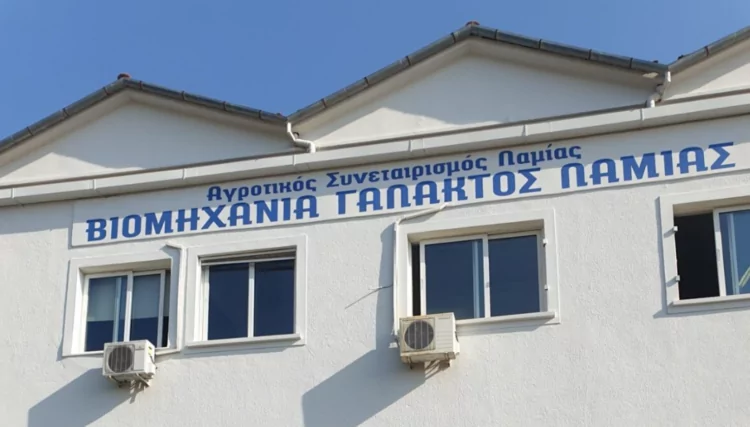 Αγροτικός Συνεταιρισμός Λαμίας
ΒΙΟΜΗΧΑΝΙΑ ΓΑΛΑΚΤΟΣ ΛΑΜΙΑΣ